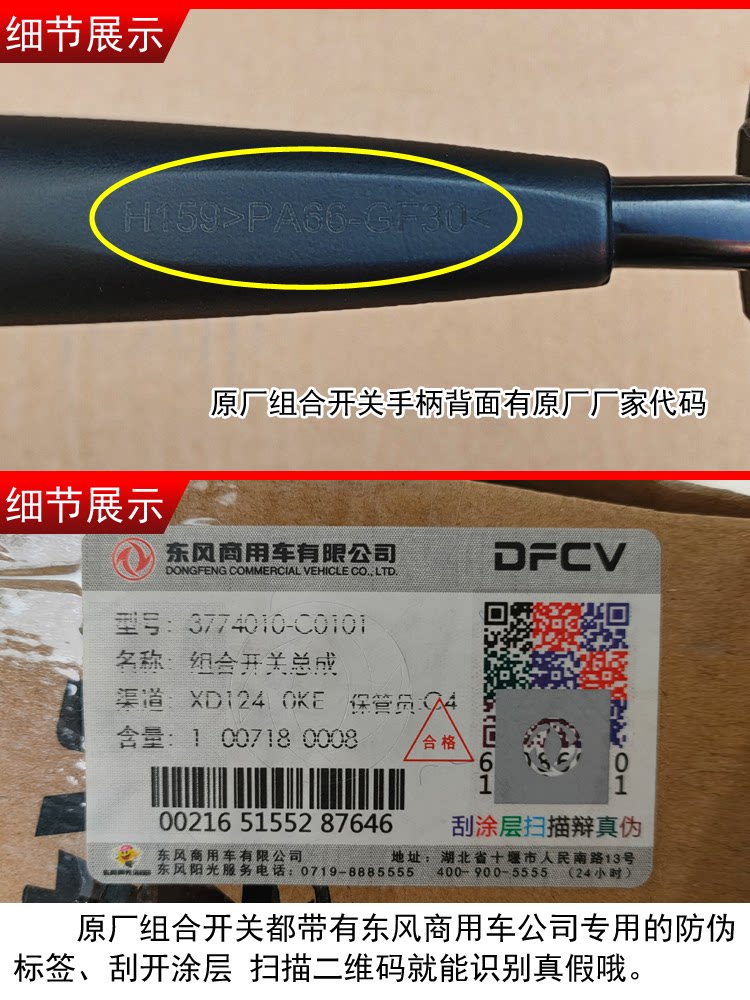 细节展示
H159>PA66-GF30<
原厂组合开关手柄背面有原厂厂家代码
细节展示
东风商用车有限公司
DONGFENG COMMERCIAL VEHICLE CO., LTD.
DFCV
型号: 3774010-C0101
名称: 组合开关总成
渠道: XD124 0KE 保管员:C4
含量: 1 00718 0008
合格
00216 51552 87646
刮涂层扫描辩真伪
东风商用车有限公司
地址: 湖北省十堰市人民南路13号
东风阳光服务电话: 0719-8885555 400-900-5555 (24小时)
原厂组合开关都带有东风商用车公司专用的防伪
标签、刮开涂层 扫描二维码就能识别真假哦。